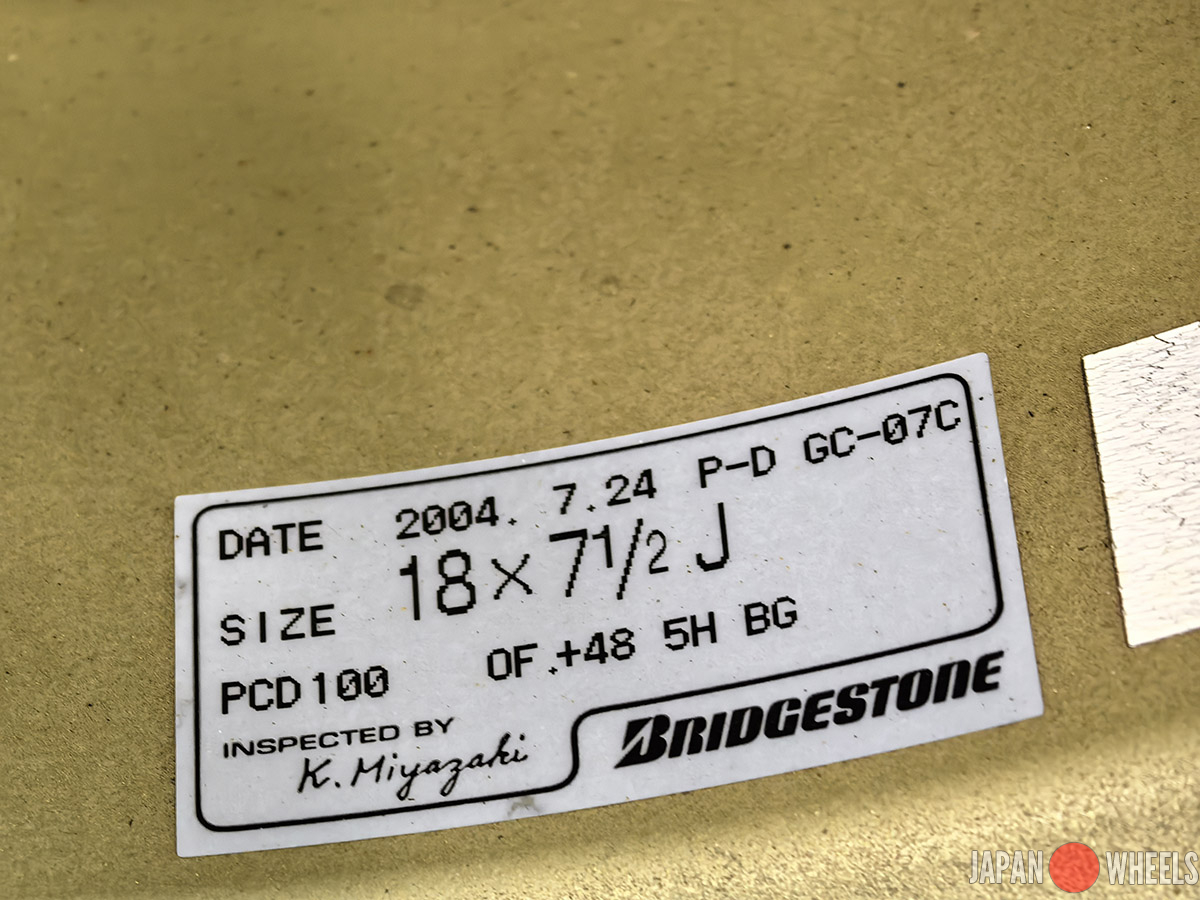 DATE 2004. 7.24 P-D GC-07C
SIZE 18×7 1/2 J
PCD100 OF.+48 5H BG
INSPECTED BY
K. Miyazaki
BRIDGESTONE
JAPAN WHEELS